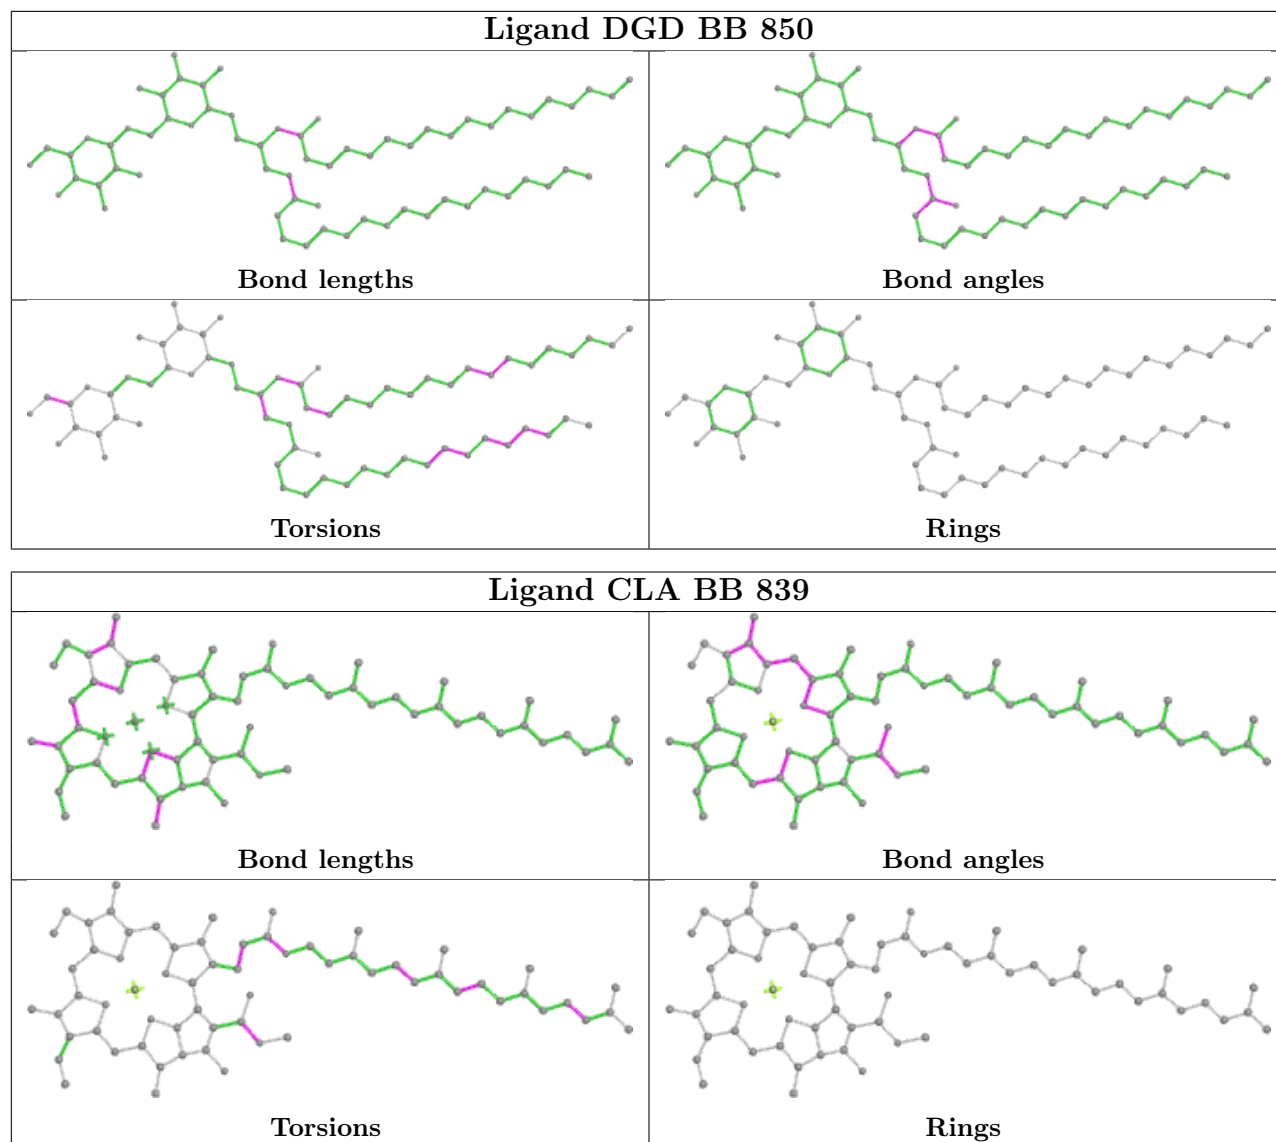 Ligand DGD BB 850
Bond lengths
Bond angles
Torsions
Rings
Ligand CLA BB 839
Bond lengths
Bond angles
Torsions
Rings